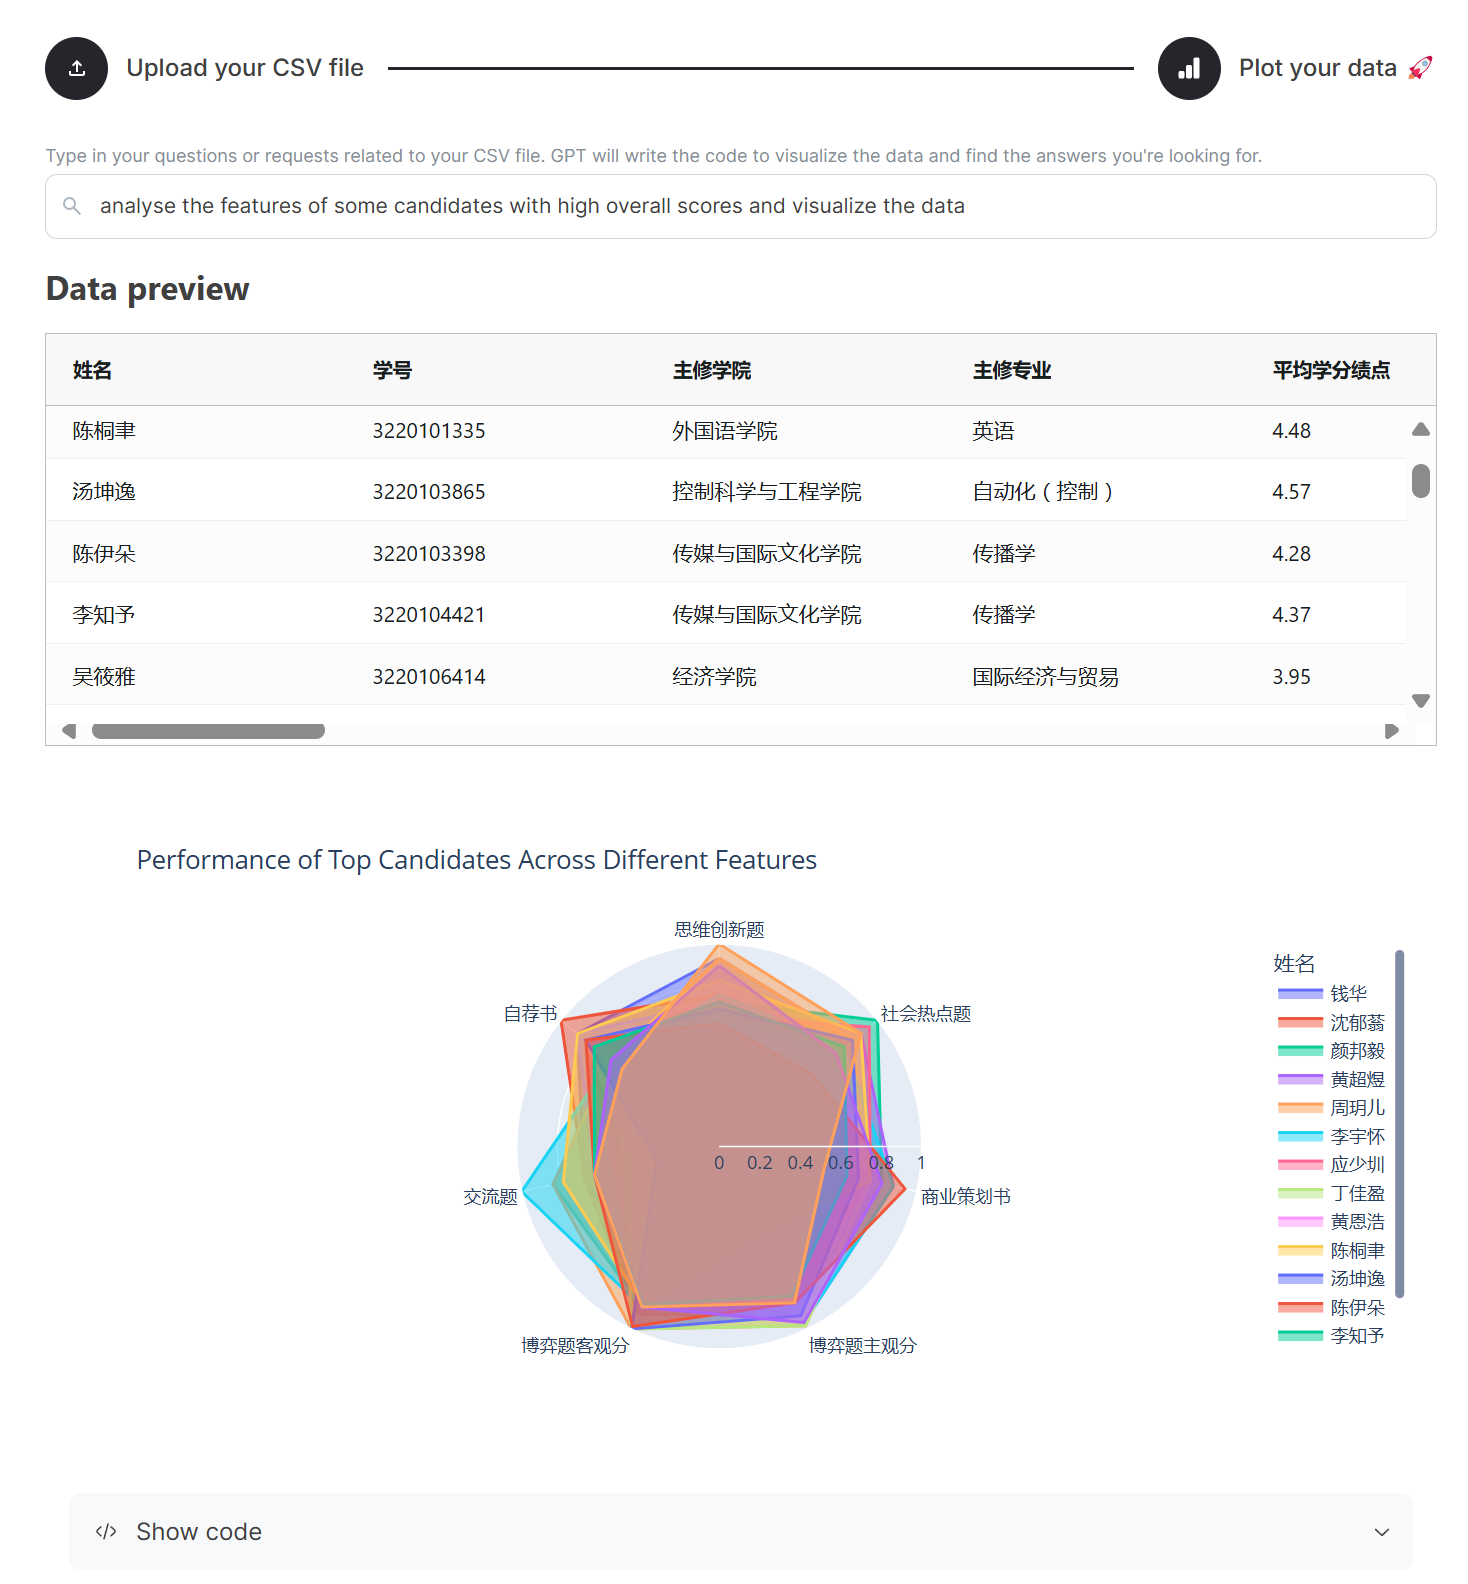 Upload your CSV file
Plot your data 🚀
Type in your questions or requests related to your CSV file. GPT will write the code to visualize the data and find the answers you're looking for.
analyse the features of some candidates with high overall scores and visualize the data
Data preview
姓名 学号 主修学院 主修专业 平均学分绩点
陈桐聿 3220101335 外国语学院 英语 4.48
汤坤逸 3220103865 控制科学与工程学院 自动化（控制） 4.57
陈伊朵 3220103398 传媒与国际文化学院 传播学 4.28
李知予 3220104421 传媒与国际文化学院 传播学 4.37
吴筱雅 3220106414 经济学院 国际经济与贸易 3.95
Performance of Top Candidates Across Different Features
思维创新题
自荐书
社会热点题
0 0.2 0.4 0.6 0.8 1
交流题
商业策划书
博弈题客观分
博弈题主观分
姓名
钱华
沈郁蓊
颜邦毅
黄超煜
周玥儿
李宇怀
应少圳
丁佳盈
黄恩浩
陈桐聿
汤坤逸
陈伊朵
李知予
Show code